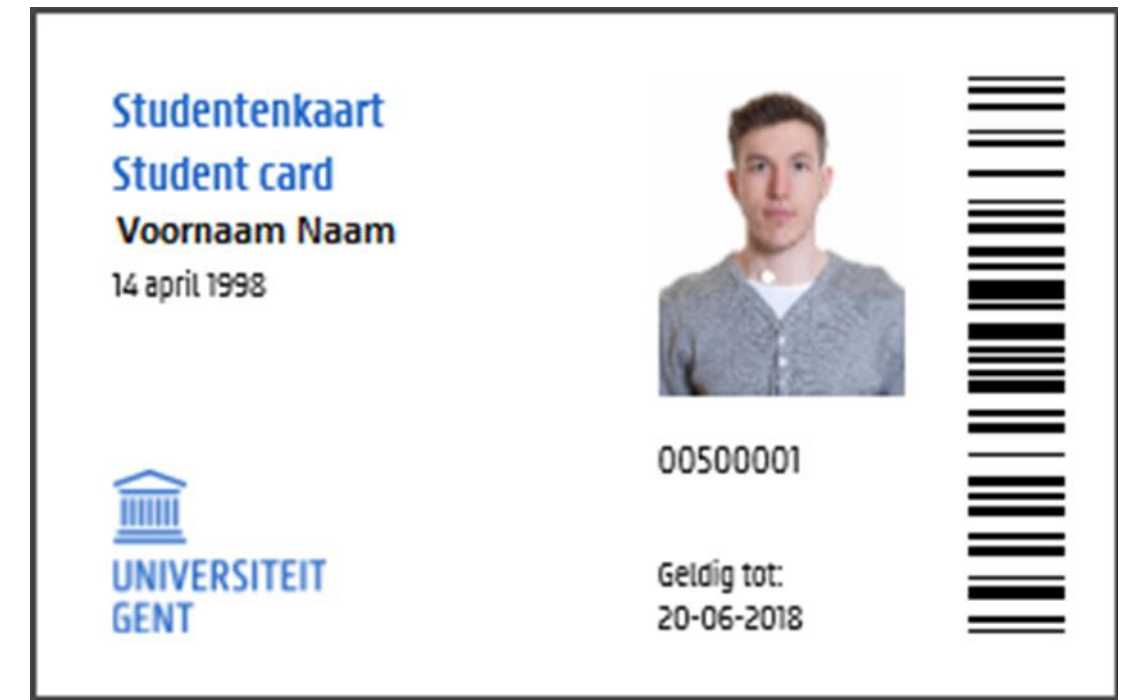 Studentenkaart
Student card
Voornaam Naam
14 april 1998
00500001
UNIVERSITEIT
GENT
Geldig tot:
20-06-2018